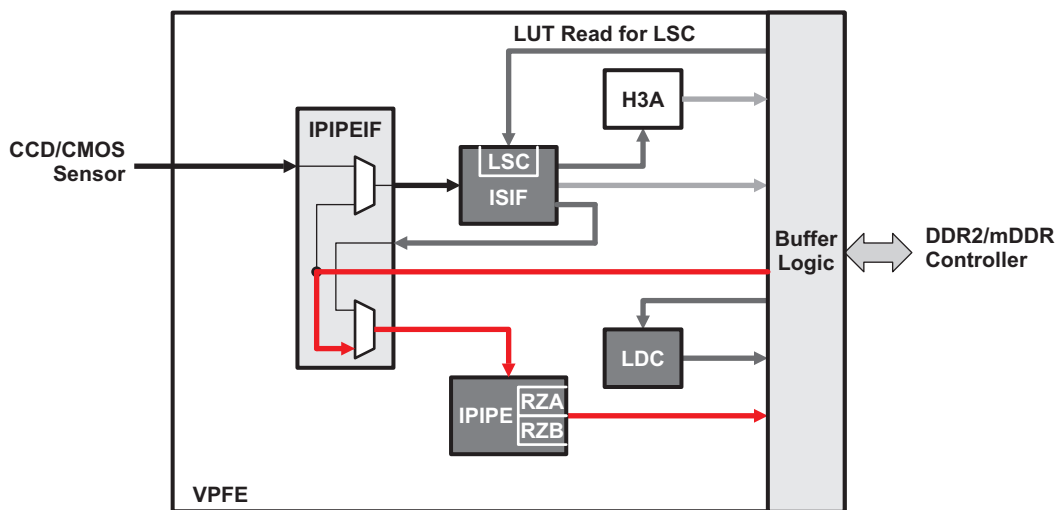 LUT Read for LSC
H3A
IPIPEIF
CCD/CMOS
Sensor
LSC
ISIF
Buffer
Logic
DDR2/mDDR
Controller
LDC
IPIPE
RZA
RZB
VPFE